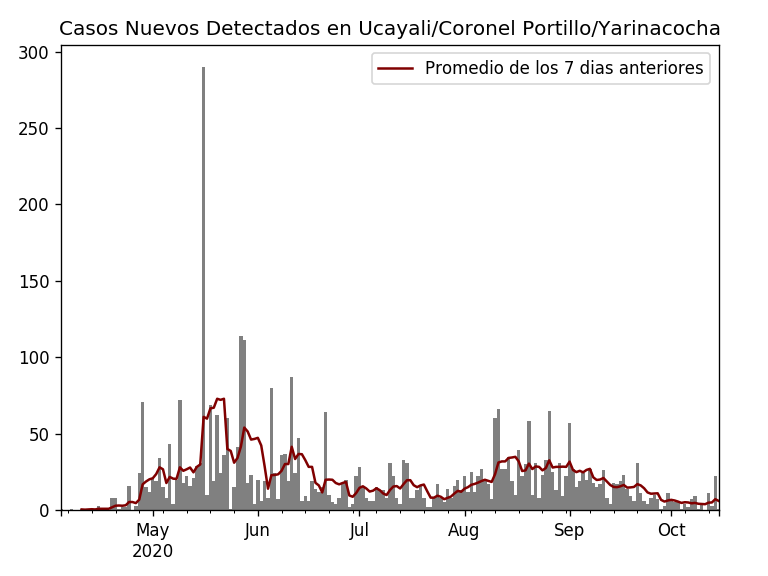 Casos Nuevos Detectados en Ucayali/Coronel Portillo/Yarinacocha
Promedio de los 7 dias anteriores
300
250
200
150
100
50
0
May Jun Jul Aug Sep Oct
2020